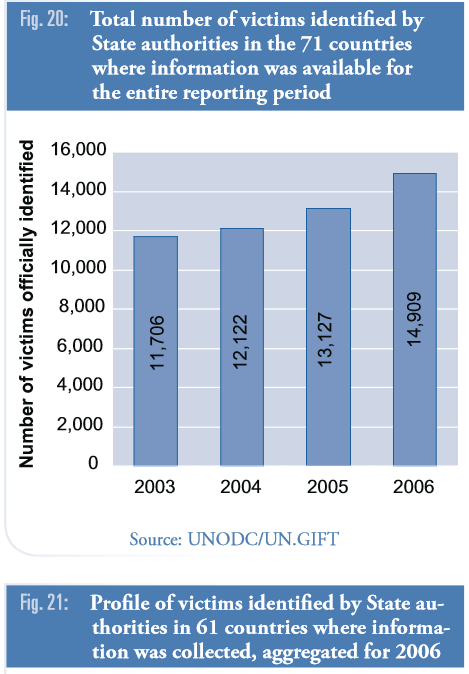 Fig. 20: Total number of victims identified by
State authorities in the 71 countries
where information was available for
the entire reporting period
Number of victims officially identified
16,000
14,000
12,000
10,000
8,000
6,000
4,000
2,000
0
11,706
12,122
13,127
14,909
2003 2004 2005 2006
Source: UNODC/UN.GIFT
Fig. 21: Profile of victims identified by State au-
thorities in 61 countries where informa-
tion was collected, aggregated for 2006